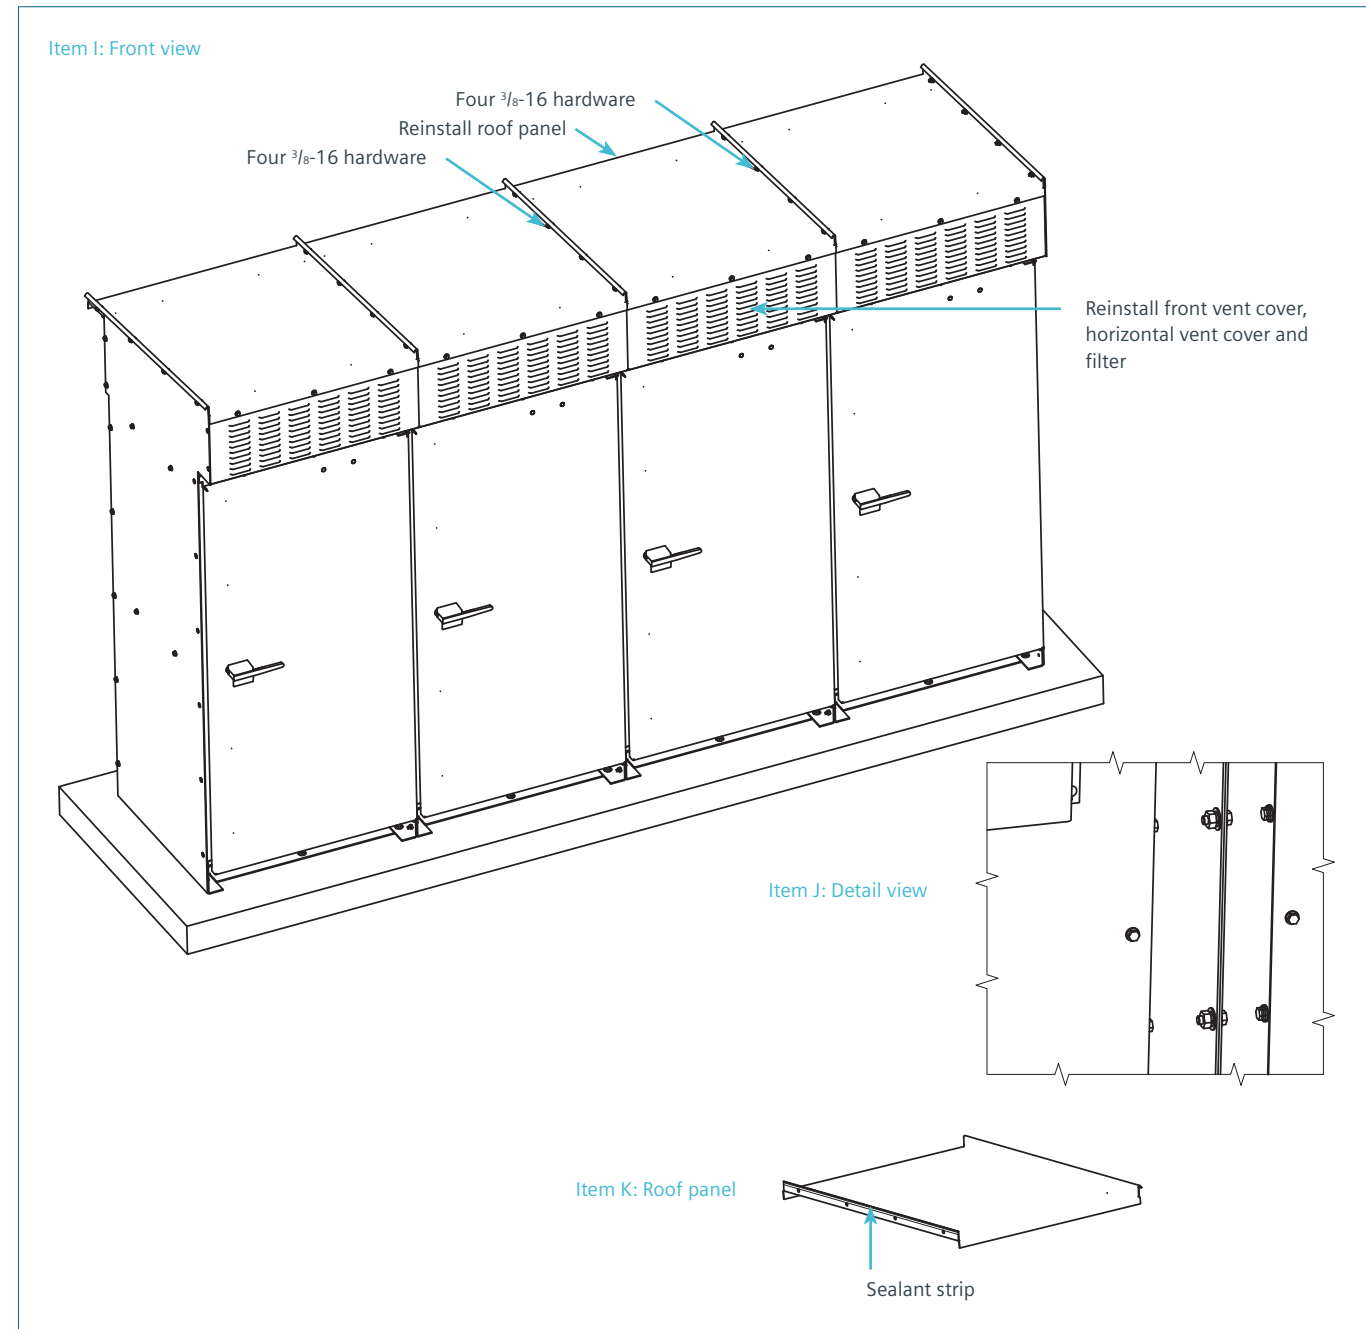 Item I: Front view
Four 3/8-16 hardware
Reinstall roof panel
Four 3/8-16 hardware
Reinstall front vent cover,
horizontal vent cover and
filter
Item J: Detail view
Item K: Roof panel
Sealant strip